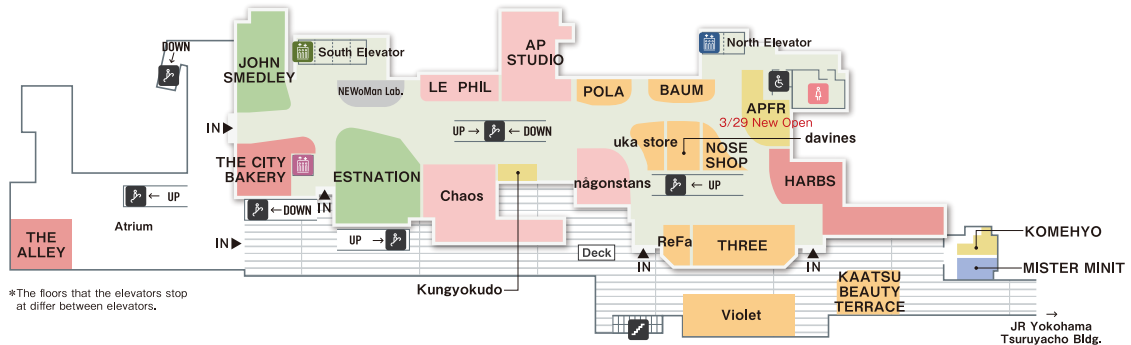 DOWN
JOHN
SMEDLEY
South Elevator
NEWoMan Lab.
LE PHIL
AP
STUDIO
POLA
BAUM
North Elevator
APFR
3/29 New Open
IN
UP → ← DOWN
uka store
davines
NOSE
SHOP
THE CITY
BAKERY
ESTNATION
Chaos
någonstans
← UP
HARBS
← UP
← DOWN
IN
Atrium
THE
ALLEY
IN
UP →
Deck
IN
ReFa
THREE
IN
KOMEHYO
MISTER MINIT
Kungyokudo
KAATSU
BEAUTY
TERRACE
Violet
*The floors that the elevators stop
at differ between elevators.
→
JR Yokohama
Tsuruyacho Bldg.